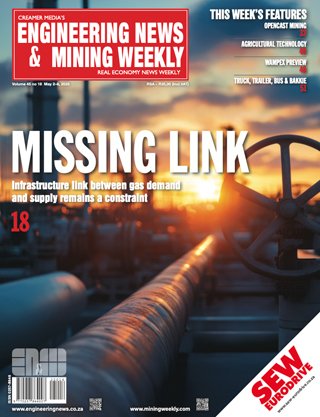 CREAMER MEDIA'S
ENGINEERING NEWS
& MINING WEEKLY
REAL ECONOMY NEWS WEEKLY
THIS WEEK'S FEATURES
OPENCAST MINING
AGRICULTURAL TECHNOLOGY
WAMPEX PREVIEW
TRUCK, TRAILER, BUS & BAKKIE
51
MISSING LINK
Infrastructure link between gas demand
and supply remains a constraint
18
SEW
EURODRIVE
www.engineeringnews.co.za
www.miningweekly.com